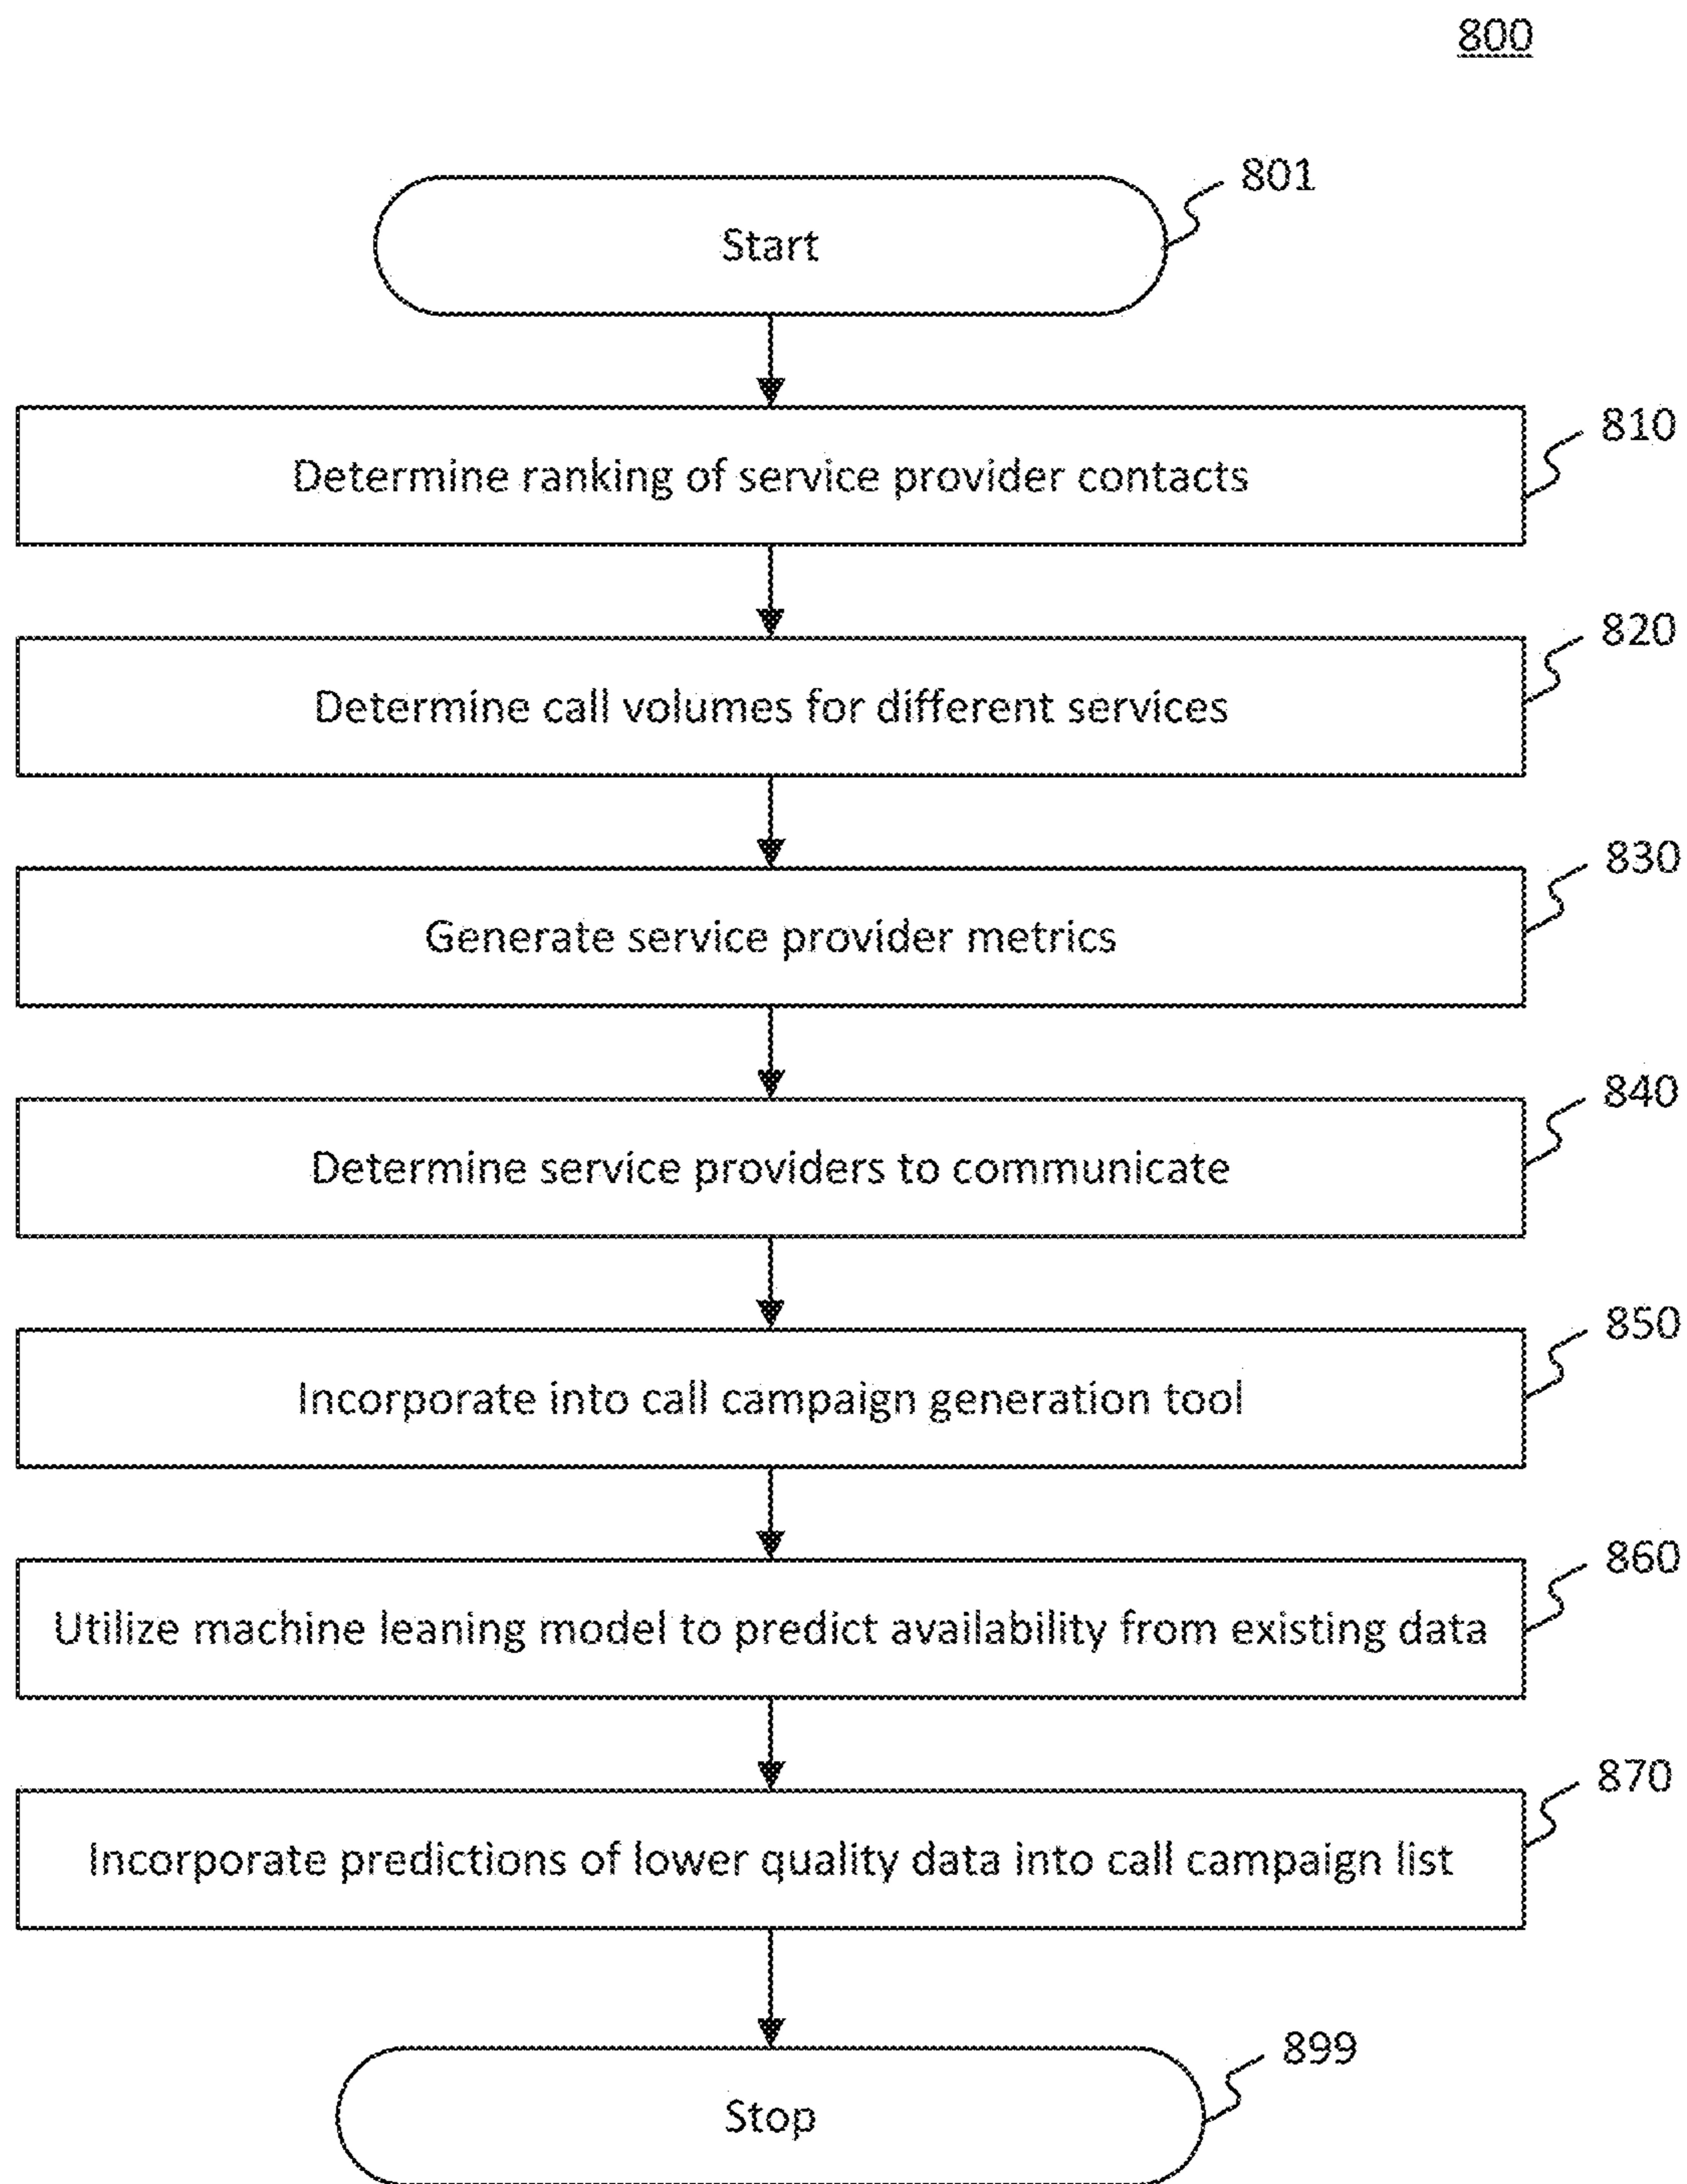 800
801
Start
810
Determine ranking of service provider contacts
820
Determine call volumes for different services
830
Generate service provider metrics
840
Determine service providers to communicate
850
Incorporate into call campaign generation tool
860
Utilize machine leaning model to predict availability from existing data
870
Incorporate predictions of lower quality data into call campaign list
899
Stop